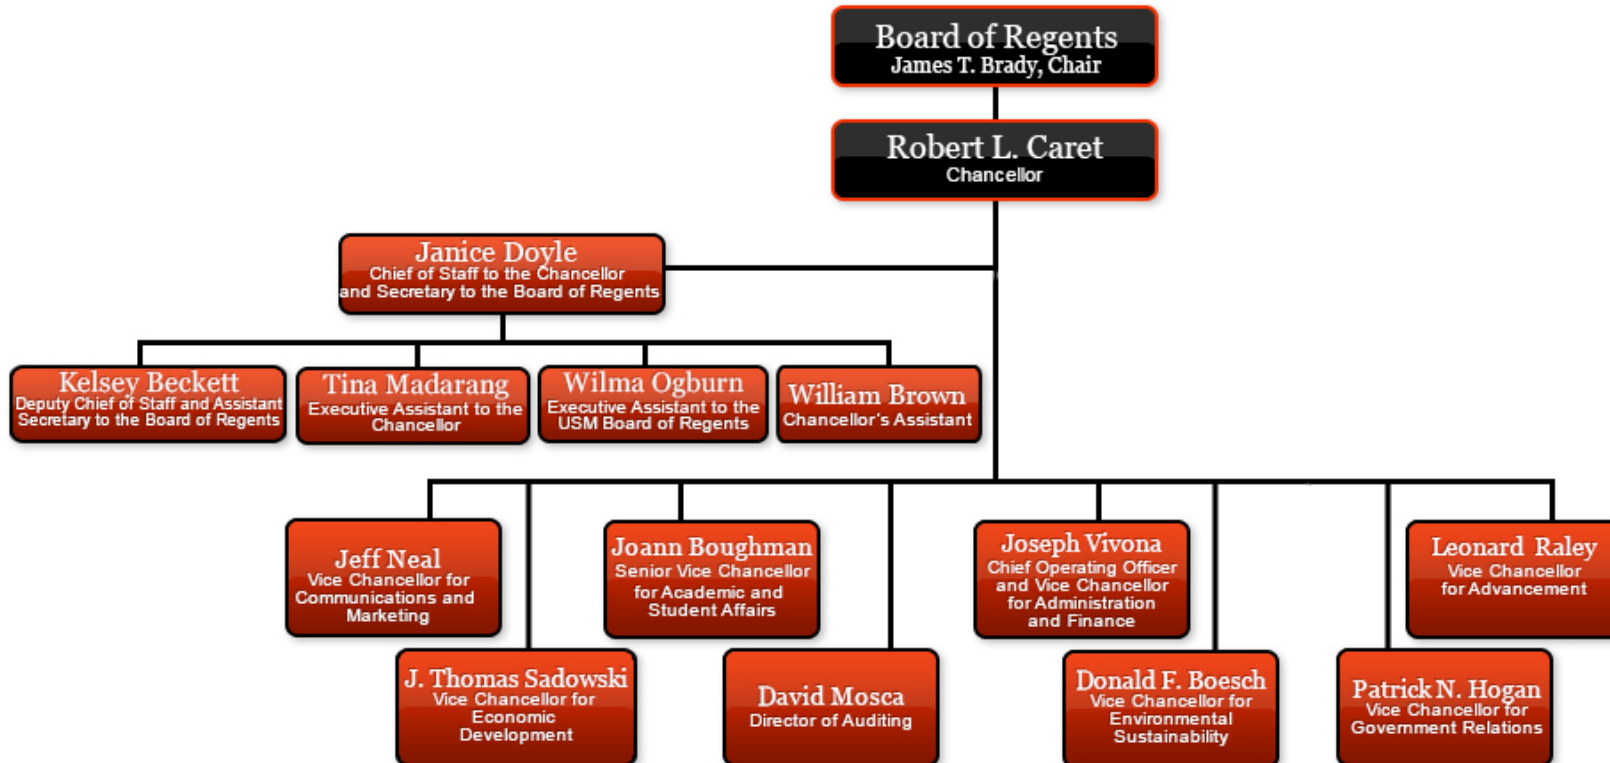 Board of Regents
James T. Brady, Chair
Robert L. Caret
Chancellor
Janice Doyle
Chief of Staff to the Chancellor
and Secretary to the Board of Regents
Kelsey Beckett
Deputy Chief of Staff and Assistant
Secretary to the Board of Regents
Tina Madarang
Executive Assistant to the
Chancellor
Wilma Ogburn
Executive Assistant to the
USM Board of Regents
William Brown
Chancellor's Assistant
Jeff Neal
Vice Chancellor for
Communications and
Marketing
Joann Boughman
Senior Vice Chancellor
for Academic and
Student Affairs
Joseph Vivona
Chief Operating Officer
and Vice Chancellor
for Administration
and Finance
Leonard Raley
Vice Chancellor
for Advancement
J. Thomas Sadowski
Vice Chancellor for
Economic
Development
David Mosca
Director of Auditing
Donald F. Boesch
Vice Chancellor for
Environmental
Sustainability
Patrick N. Hogan
Vice Chancellor for
Government Relations